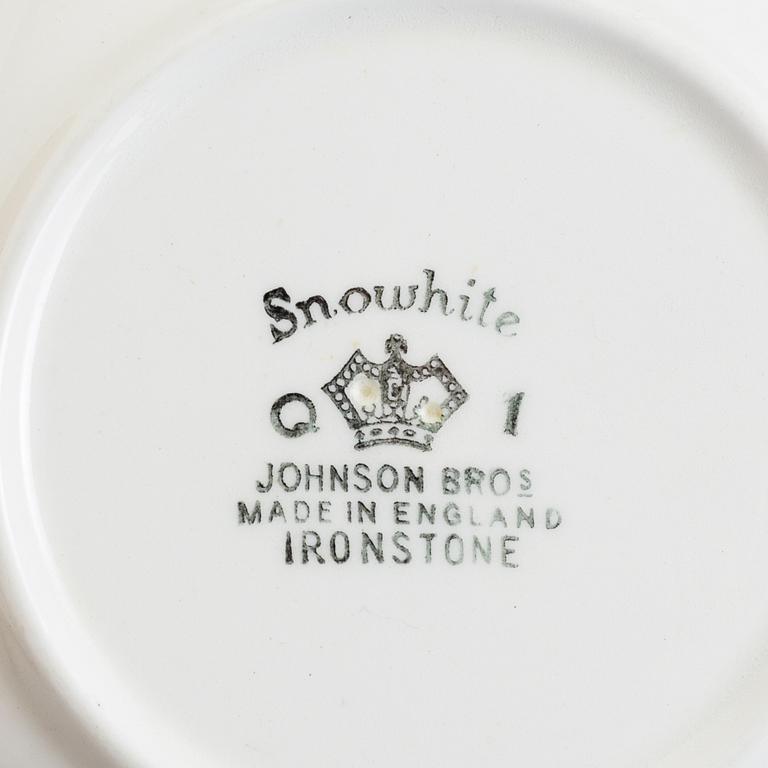 Snowhite
Q 1
JOHNSON BROS
MADE IN ENGLAND
IRONSTONE